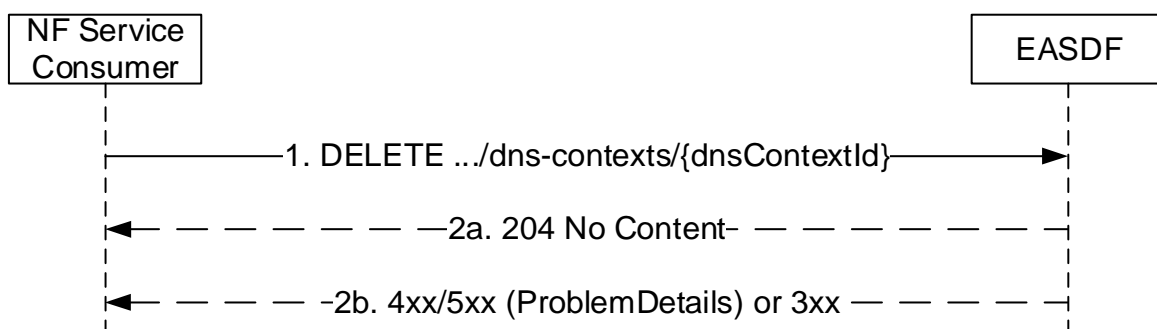 NF Service
Consumer
EASDF
1. DELETE .../dns-contexts/{dnsContextId}
2a. 204 No Content
2b. 4xx/5xx (ProblemDetails) or 3xx